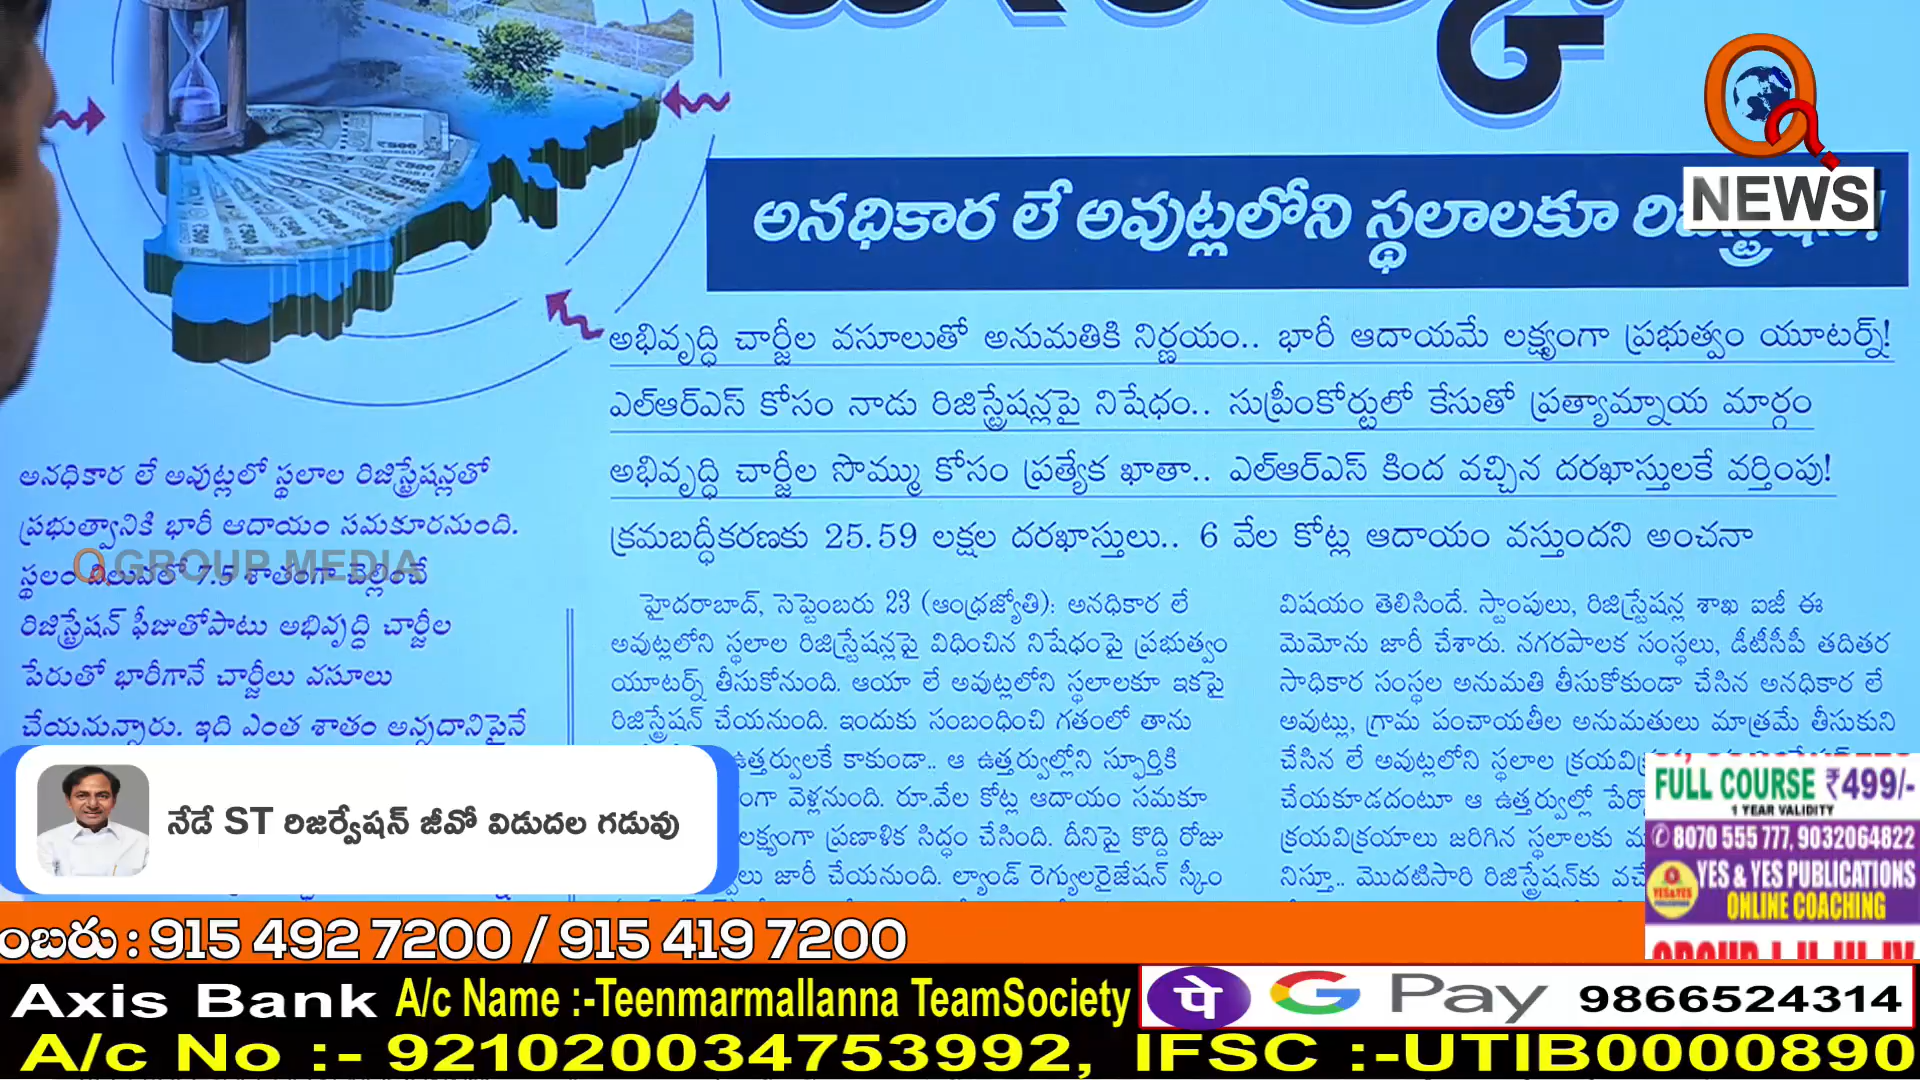 NEWS
అనధికార లే అవుట్లలోని స్థలాలకూ
అభివృద్ధి చార్జీల వసూలుతో అనుమతికి నిర్ణయం.. భారీ ఆదాయమే లక్ష్యంగా ప్రభుత్వం యూటర్న్!
ఎల్ఆర్ఎస్ కోసం నాడు రిజిస్ట్రేషన్లపై నిషేధం.. సుప్రీంకోర్టులో కేసుతో ప్రత్యామ్నాయ మార్గం
అభివృద్ధి చార్జీల సొమ్ము కోసం ప్రత్యేక ఖాతా.. ఎల్ఆర్ఎస్ కింద వచ్చిన దరఖాస్తులకే వర్తింపు!
క్రమబద్ధీకరణకు 25.59 లక్షల దరఖాస్తులు.. 6 వేల కోట్ల ఆదాయం వస్తుందని అంచనా
అనధికార లే అవుట్లలో స్థలాల రిజిస్ట్రేషన్లతో
ప్రభుత్వానికి భారీ ఆదాయం సమకూరనుంది.
స్థలం విలువలో 7.5 శాతంగా చెల్లించే
రిజిస్ట్రేషన్ ఫీజుతోపాటు అభివృద్ధి చార్జీల
పేరుతో భారీగానే చార్జీలు వసూలు
చేయనున్నారు. ఇది ఎంత శాతం అన్నదానిపైనే
Q GROUP MEDIA
హైదరాబాద్, సెప్టెంబరు 23 (ఆంధ్రజ్యోతి): అనధికార లే
అవుట్లలోని స్థలాల రిజిస్ట్రేషన్లపై విధించిన నిషేధంపై ప్రభుత్వం
యూటర్న్ తీసుకోనుంది. ఆయా లే అవుట్లలోని స్థలాలకూ ఇకపై
రిజిస్ట్రేషన్ చేయనుంది. ఇందుకు సంబంధించి గతంలో తాను
ఉత్తర్వులకే కాకుండా.. ఆ ఉత్తర్వుల్లోని స్ఫూర్తికి
వెళ్లనుంది. రూ.వేల కోట్ల ఆదాయం సమకూ
లక్ష్యంగా ప్రణాళిక సిద్ధం చేసింది. దీనిపై కొద్ది రోజు
జారీ చేయనుంది. ల్యాండ్ రెగ్యులరైజేషన్ స్కీం
విషయం తెలిసిందే. స్టాంపులు, రిజిస్ట్రేషన్ల శాఖ ఐజీ ఈ
మెమోను జారీ చేశారు. నగరపాలక సంస్థలు, డీటీసీపీ తదితర
సాధికార సంస్థల అనుమతి తీసుకోకుండా చేసిన అనధికార లే
అవుట్లు, గ్రామ పంచాయతీల అనుమతులు మాత్రమే తీసుకుని
చేసిన లే అవుట్లలోని స్థలాల
చేయకూడదంటూ ఆ ఉత్తర్వుల్లో
క్రయవిక్రయాలు జరిగిన స్థలాలకు
నిస్తూ.. మొదటిసారి రిజిస్ట్రేషన్‌కు
నేడే ST రిజర్వేషన్ జీవో విడుదల గడువు
FULL COURSE ₹499/-
1 YEAR VALIDITY
8070 555 777, 9032064822
YES & YES PUBLICATIONS
ONLINE COACHING
ంబరు : 915 492 7200 / 915 419 7200
Axis Bank A/c Name :-Teenmarmallanna TeamSociety
पे G Pay 9866524314
A/c No :- 921020034753992, IFSC :-UTIB0000890